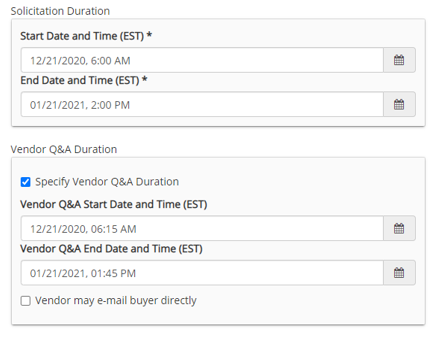 Solicitation Duration
Start Date and Time (EST) *
12/21/2020, 6:00 AM
End Date and Time (EST) *
01/21/2021, 2:00 PM
Vendor Q&A Duration
Specify Vendor Q&A Duration
Vendor Q&A Start Date and Time (EST)
12/21/2020, 06:15 AM
Vendor Q&A End Date and Time (EST)
01/21/2021, 01:45 PM
Vendor may e-mail buyer directly